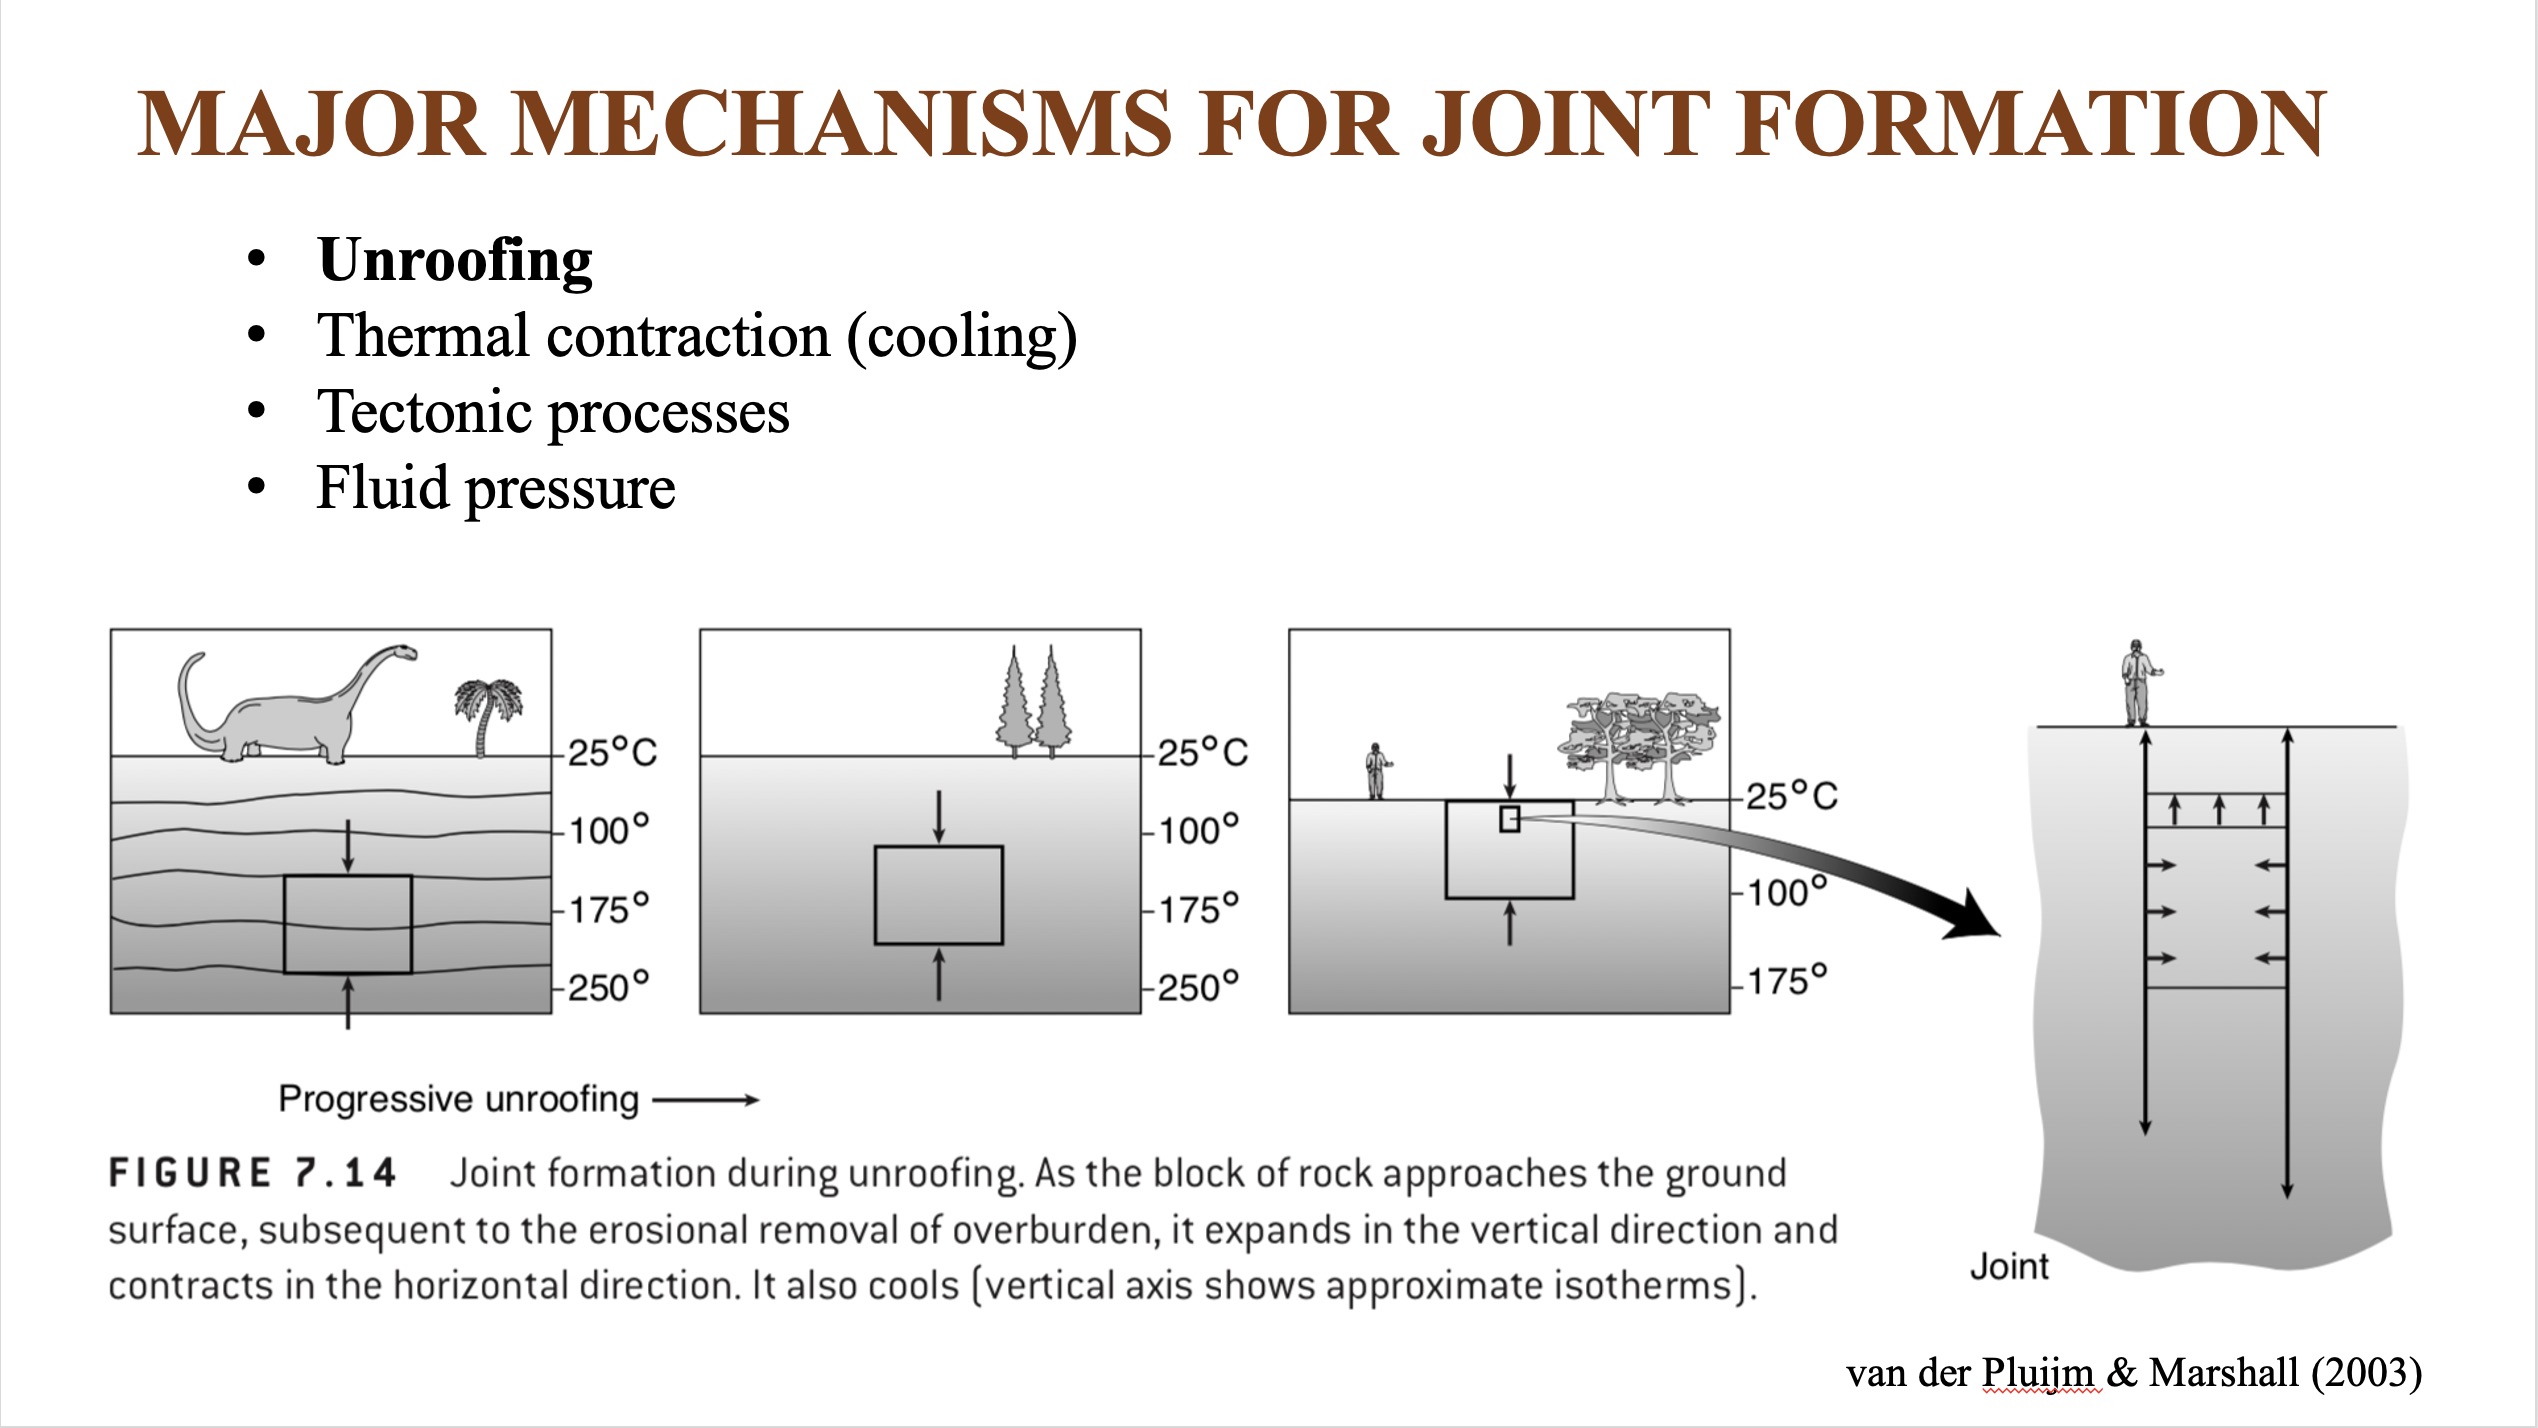 MAJOR MECHANISMS FOR JOINT FORMATION
• Unroofing
• Thermal contraction (cooling)
• Tectonic processes
• Fluid pressure
25°C
100°
175°
250°
25°C
100°
175°
250°
25°C
100°
175°
Joint
Progressive unroofing
FIGURE 7.14 Joint formation during unroofing. As the block of rock approaches the ground
surface, subsequent to the erosional removal of overburden, it expands in the vertical direction and
contracts in the horizontal direction. It also cools (vertical axis shows approximate isotherms).
van der Pluijm & Marshall (2003)